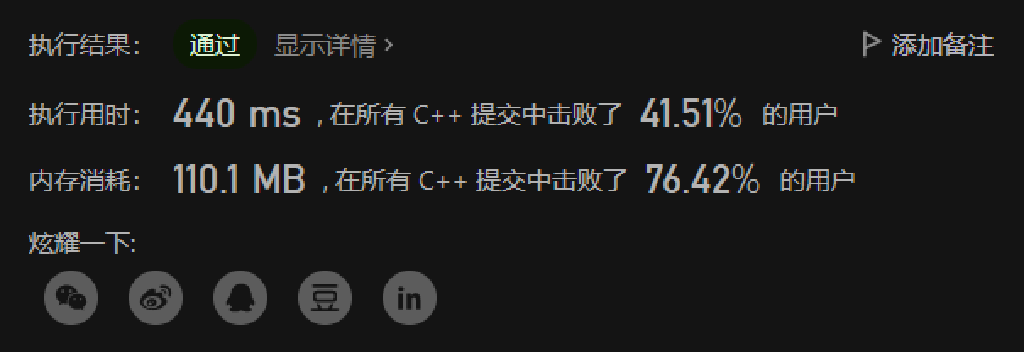 执行结果： 通过 显示详情 > 添加备注
执行用时： 440 ms ，在所有 C++ 提交中击败了 41.51% 的用户
内存消耗： 110.1 MB ，在所有 C++ 提交中击败了 76.42% 的用户
炫耀一下:
豆 in